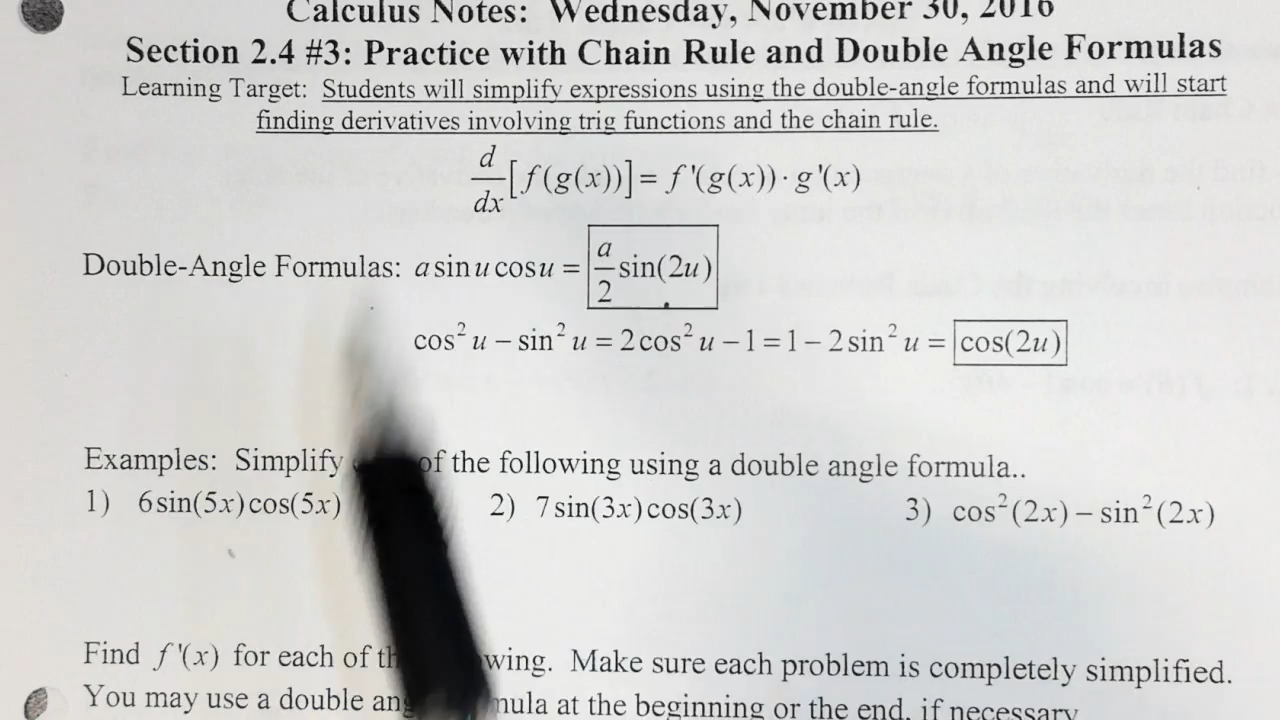 Calculus Notes: Wednesday, November 30, 2016
Section 2.4 #3: Practice with Chain Rule and Double Angle Formulas
Learning Target: Students will simplify expressions using the double-angle formulas and will start
finding derivatives involving trig functions and the chain rule.
d/dx [f(g(x))] = f'(g(x))· g'(x)
Double-Angle Formulas: a sin u cos u = a/2 sin(2u)
cos² u − sin² u = 2cos² u − 1 = 1 − 2sin² u = cos(2u)
Examples: Simplify of the following using a double angle formula..
1) 6sin(5x)cos(5x) 2) 7sin(3x)cos(3x) 3) cos²(2x) − sin²(2x)
Find f'(x) for each of wing. Make sure each problem is completely simplified.
You may use a double mula at the beginning or the end, if necessary